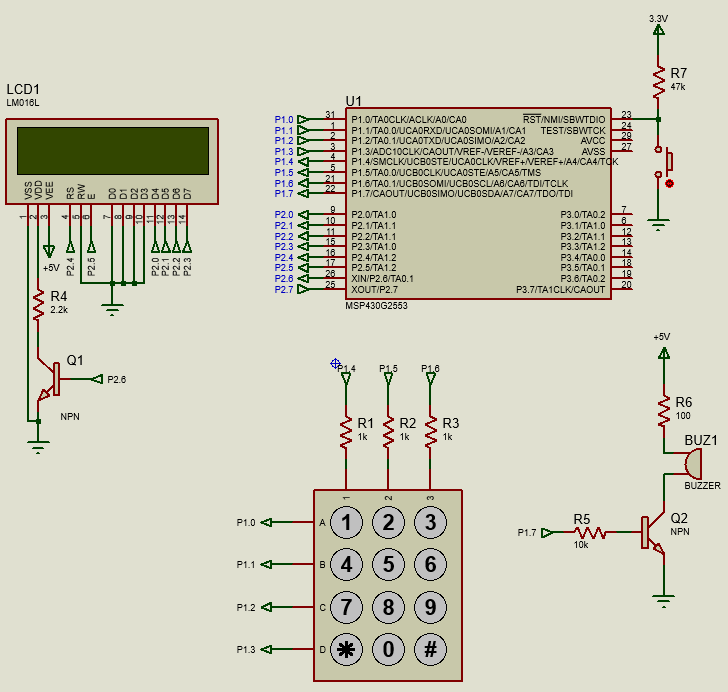 LCD1
LM016L
VSS
VDD
VEE
RS
RW
E
D0
D1
D2
D3
D4
D5
D6
D7
1
2
3
4
5
6
7
8
9
10
11
12
13
14
+5V
P2.4
P2.5
P2.0
P2.1
P2.2
P2.3
R4
2.2k
Q1
P2.6
NPN
U1
P1.0 31 P1.0/TA0CLK/ACLK/A0/CA0
P1.1 1 P1.1/TA0.0/UCA0RXD/UCA0SOMI/A1/CA1
P1.2 2 P1.2/TA0.1/UCA0TXD/UCA0SIMO/A2/CA2
P1.3 3 P1.3/ADC10CLK/CAOUT/VREF-/VEREF-/A3/CA3
P1.4 4 P1.4/SMCLK/UCB0STE/UCA0CLK/VREF+/VEREF+/A4/CA4/TCK
P1.5 5 P1.5/TA0.0/UCB0CLK/UCA0STE/A5/CA5/TMS
P1.6 21 P1.6/TA0.1/UCB0SOMI/UCB0SCL/A6/CA6/TDI/TCLK
P1.7 22 P1.7/CAOUT/UCB0SIMO/UCB0SDA/A7/CA7/TDO/TDI
RST/NMI/SBWTDIO 23
TEST/SBWTCK 24
AVCC 29
AVSS 27
P2.0 9 P2.0/TA1.0
P2.1 10 P2.1/TA1.1
P2.2 11 P2.2/TA1.1
P2.3 15 P2.3/TA1.0
P2.4 16 P2.4/TA1.2
P2.5 17 P2.5/TA1.2
P2.6 26 XIN/P2.6/TA0.1
P2.7 25 XOUT/P2.7
P3.0/TA0.2 7
P3.1/TA1.0 6
P3.2/TA1.1 12
P3.3/TA1.2 13
P3.4/TA0.0 14
P3.5/TA0.1 18
P3.6/TA0.2 19
P3.7/TA1CLK/CAOUT 20
MSP430G2553
3.3V
R7
47k
P1.4
P1.5
P1.6
R1
1k
R2
1k
R3
1k
1 2 3
P1.0 A 1 2 3
P1.1 B 4 5 6
P1.2 C 7 8 9
P1.3 D * 0 #
+5V
R6
100
BUZ1
BUZZER
P1.7
R5
10k
Q2
NPN